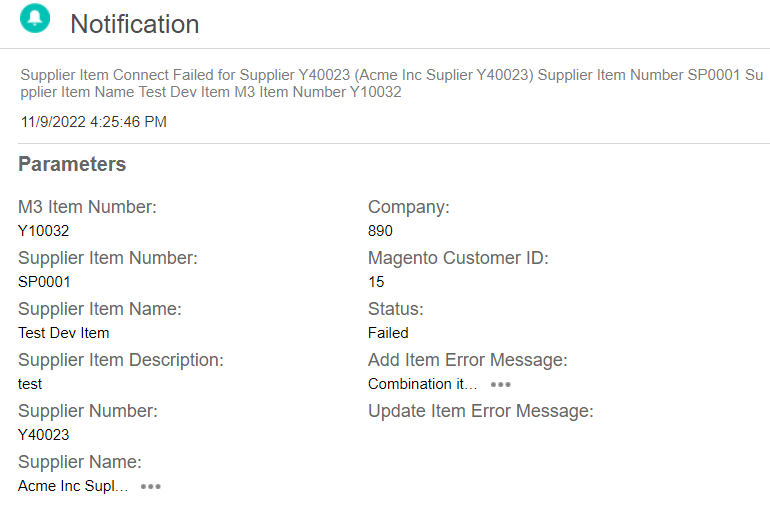 Notification
Supplier Item Connect Failed for Supplier Y40023 (Acme Inc Suplier Y40023) Supplier Item Number SP0001 Su
pplier Item Name Test Dev Item M3 Item Number Y10032
11/9/2022 4:25:46 PM
Parameters
M3 Item Number:
Y10032
Supplier Item Number:
SP0001
Supplier Item Name:
Test Dev Item
Supplier Item Description:
test
Supplier Number:
Y40023
Supplier Name:
Acme Inc Supl...
Company:
890
Magento Customer ID:
15
Status:
Failed
Add Item Error Message:
Combination it...
Update Item Error Message: